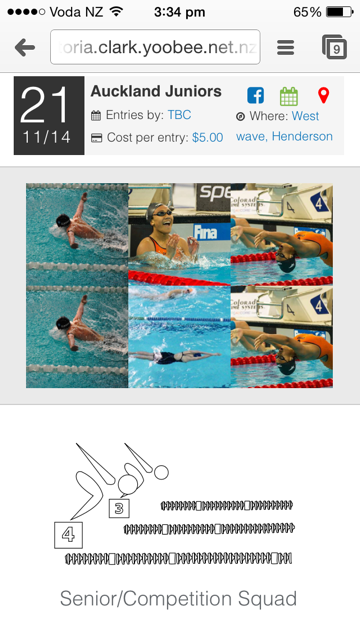 Voda NZ 3:34 pm 65%
oria.clark.yoobee.net.nz 9
21
11/14
Auckland Juniors
Entries by: TBC
Cost per entry: $5.00
Where: West
wave, Henderson
spe
Fina
4
4
3
4
Senior/Competition Squad